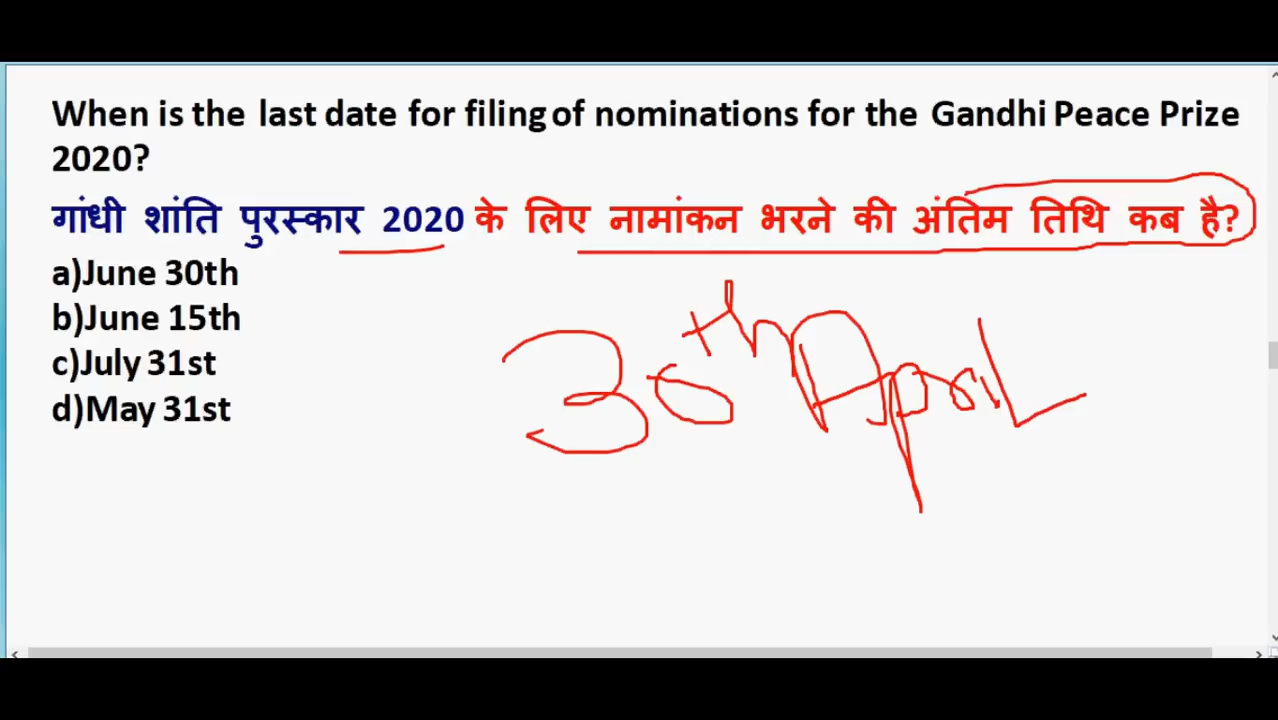 When is the last date for filing of nominations for the Gandhi Peace Prize
2020?
गांधी शांति पुरस्कार 2020 के लिए नामांकन भरने की अंतिम तिथि कब है?
a)June 30th
b)June 15th
c)July 31st
d)May 31st
30th ApriL